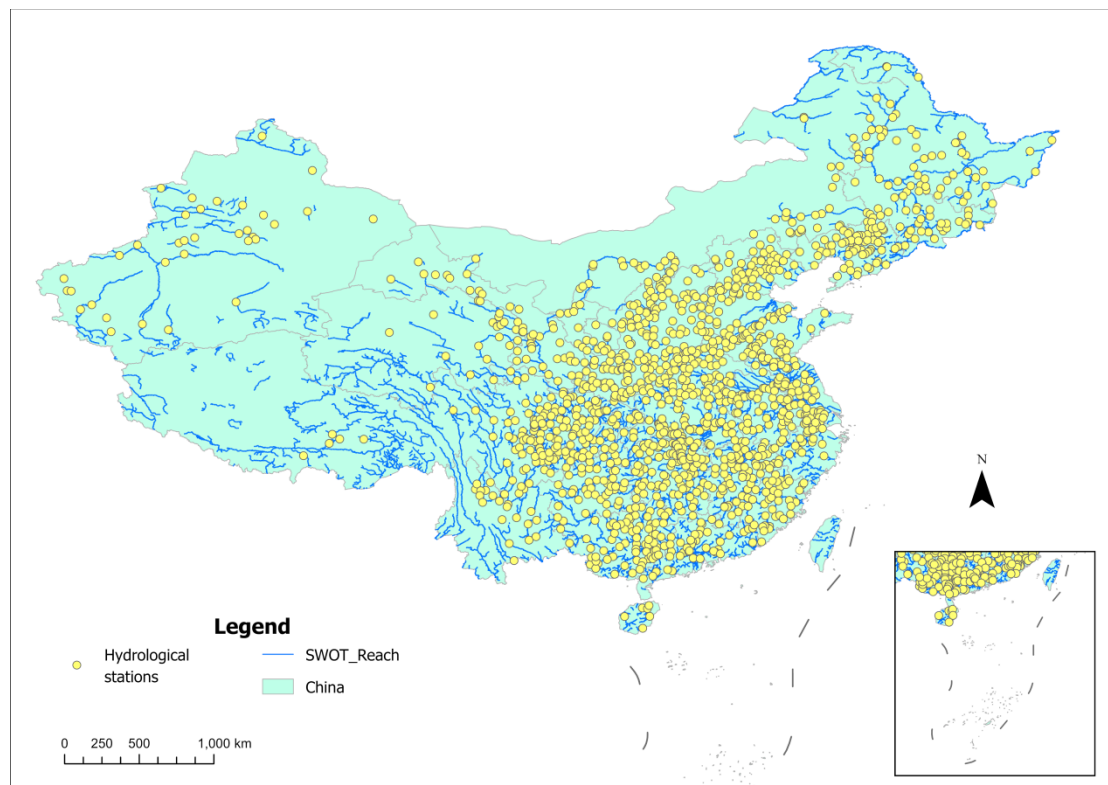 N
Legend
Hydrological
stations
SWOT_Reach
China
0 250 500 1,000 km